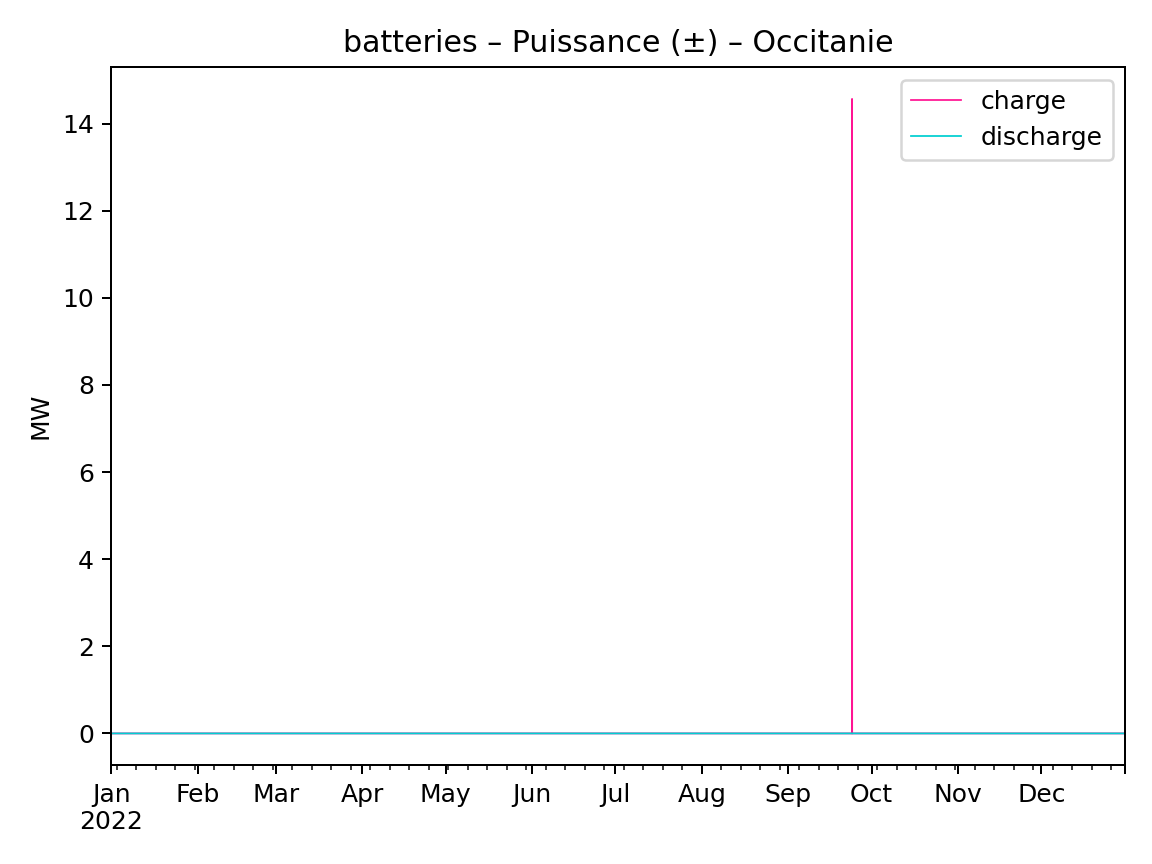 batteries – Puissance (±) – Occitanie
charge
discharge
14
12
10
8
6
4
2
0
MW
Jan Feb Mar Apr May Jun Jul Aug Sep Oct Nov Dec
2022